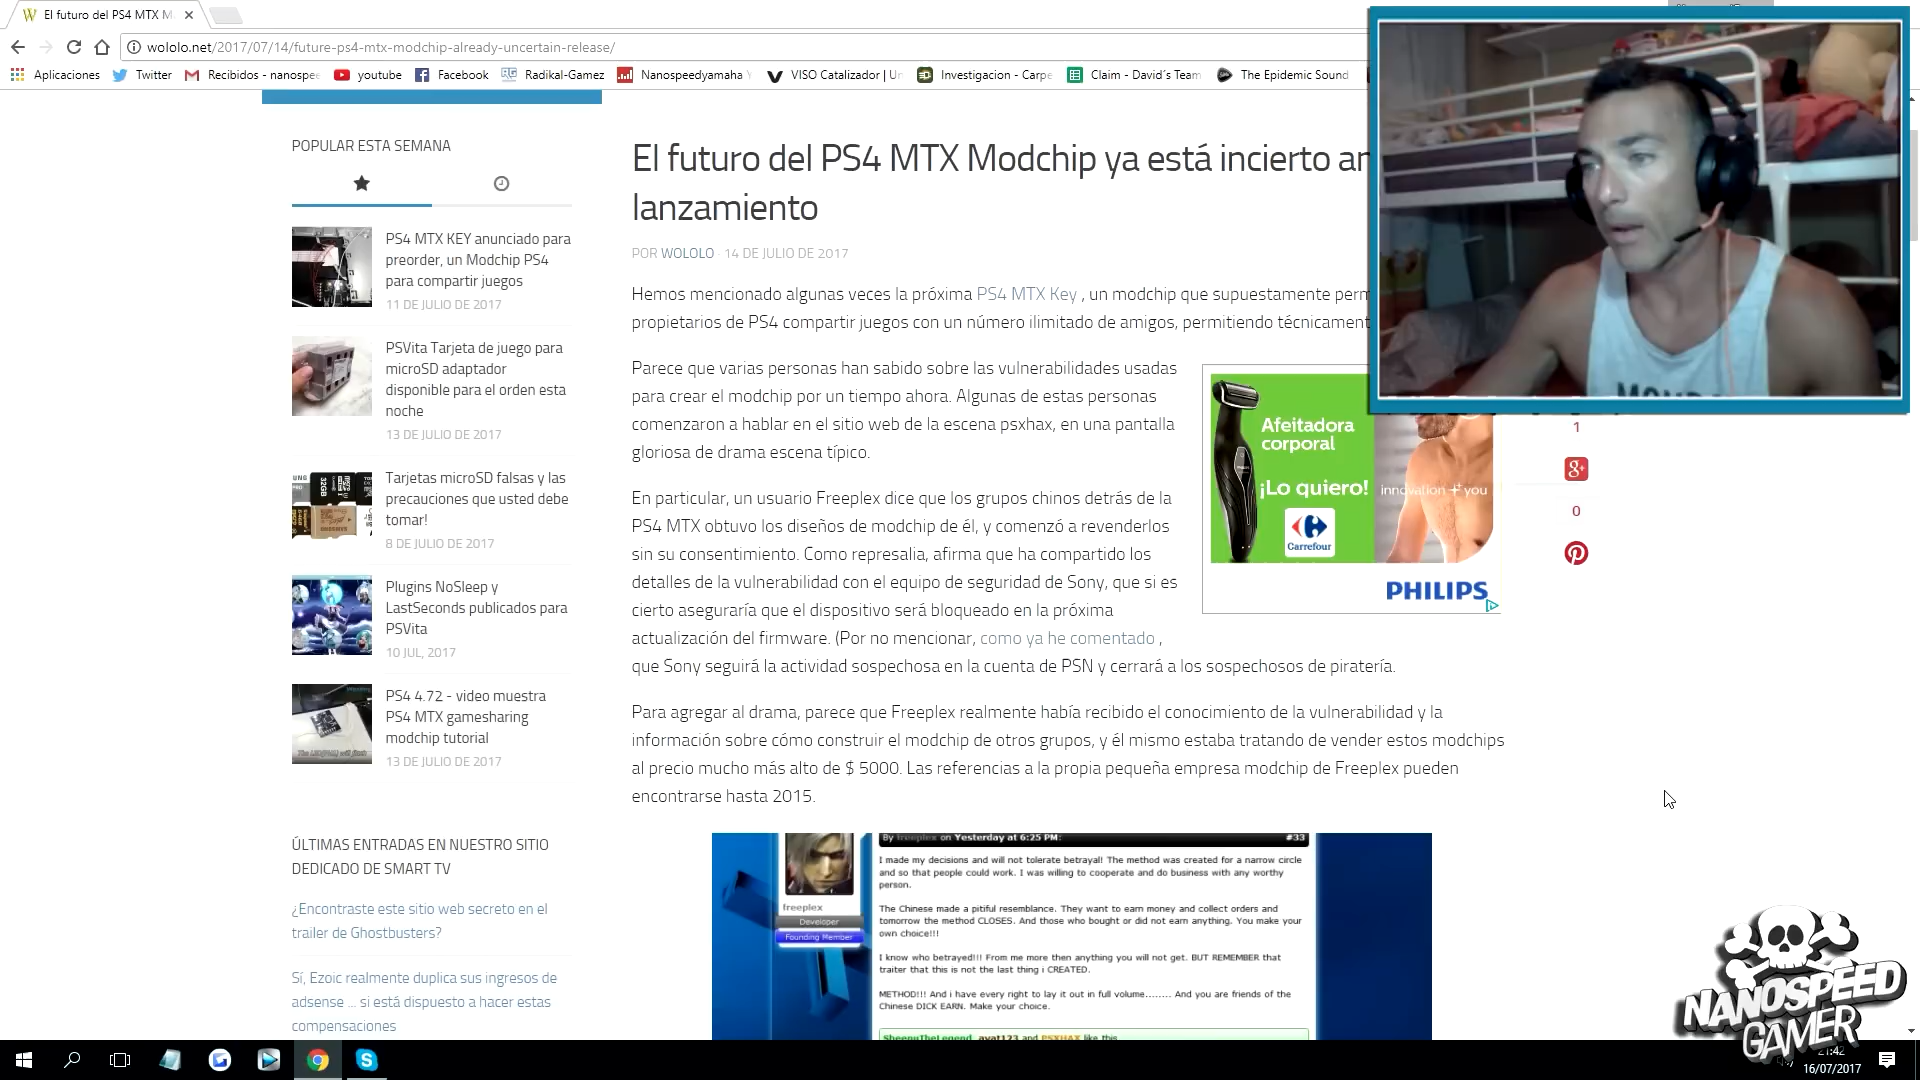 El futuro del PS4 MTX M
wololo.net/2017/07/14/future-ps4-mtx-modchip-already-uncertain-release/
Aplicaciones
Twitter
Recibidos - nanospe
youtube
Facebook
Radikal-Gamez
Nanospeedyamaha
VISO Catalizador | Un
Investigacion - Carpe
Claim - David´s Team
The Epidemic Sound
POPULAR ESTA SEMANA
PS4 MTX KEY anunciado para
preorder, un Modchip PS4
para compartir juegos
11 DE JULIO DE 2017
PSVita Tarjeta de juego para
microSD adaptador
disponible para el orden esta
noche
13 DE JULIO DE 2017
Tarjetas microSD falsas y las
precauciones que usted debe
tomar!
8 DE JULIO DE 2017
Plugins NoSleep y
LastSeconds publicados para
PSVita
10 JUL, 2017
PS4 4.72 - video muestra
PS4 MTX gamesharing
modchip tutorial
13 DE JULIO DE 2017
ÚLTIMAS ENTRADAS EN NUESTRO SITIO
DEDICADO DE SMART TV
¿Encontraste este sitio web secreto en el
trailer de Ghostbusters?
Sí, Ezoic realmente duplica sus ingresos de
adsense ... si está dispuesto a hacer estas
compensaciones
El futuro del PS4 MTX Modchip ya está incierto an
lanzamiento
POR WOLOLO · 14 DE JULIO DE 2017
Hemos mencionado algunas veces la próxima PS4 MTX Key , un modchip que supuestamente perm
propietarios de PS4 compartir juegos con un número ilimitado de amigos, permitiendo técnicament
Parece que varias personas han sabido sobre las vulnerabilidades usadas
para crear el modchip por un tiempo ahora. Algunas de estas personas
comenzaron a hablar en el sitio web de la escena psxhax, en una pantalla
gloriosa de drama escena típico.
En particular, un usuario Freeplex dice que los grupos chinos detrás de la
PS4 MTX obtuvo los diseños de modchip de él, y comenzó a revenderlos
sin su consentimiento. Como represalia, afirma que ha compartido los
detalles de la vulnerabilidad con el equipo de seguridad de Sony, que si es
cierto aseguraría que el dispositivo será bloqueado en la próxima
actualización del firmware. (Por no mencionar, como ya he comentado ,
que Sony seguirá la actividad sospechosa en la cuenta de PSN y cerrará a los sospechosos de piratería.
Para agregar al drama, parece que Freeplex realmente había recibido el conocimiento de la vulnerabilidad y la
información sobre cómo construir el modchip de otros grupos, y él mismo estaba tratando de vender estos modchips
al precio mucho más alto de $ 5000. Las referencias a la propia pequeña empresa modchip de Freeplex pueden
encontrarse hasta 2015.
Afeitadora
corporal
¡Lo quiero!
Carrefour
innovation + you
PHILIPS
1
0
By freeplex on Yesterday at 6:25 PM:
#33
freeplex
Developer
Founding Member
I made my decisions and will not tolerate betrayal! The method was created for a narrow circle
and so that people could work. I was willing to cooperate and do business with any worthy
person.
The Chinese made a pitiful resemblance. They want to earn money and collect orders and
tomorrow the method CLOSES. And those who bought or did not earn anything. You make your
own choice!!!
I know who betrayed!!! From me more then anything you will not get. BUT REMEMBER that
traitor that this is not the last thing i CREATED.
METHOD!!! And i have every right to lay it out in full volume........ And you are friends of the
Chinese DICK EARN. Make your choice.
SheenuTheLegend, avat123 and PSXHAX like this.
NANOSPEED
GAMER
21:42
16/07/2017